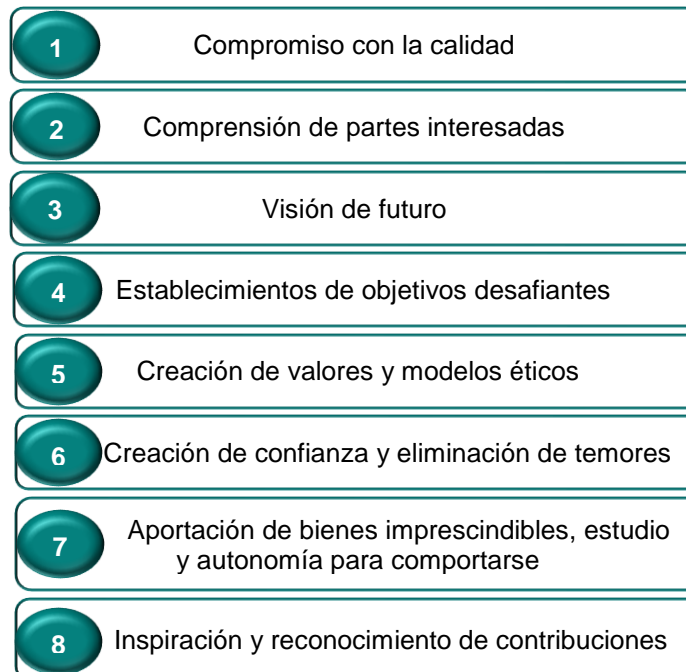 1 Compromiso con la calidad
2 Comprensión de partes interesadas
3 Visión de futuro
4 Establecimientos de objetivos desafiantes
5 Creación de valores y modelos éticos
6 Creación de confianza y eliminación de temores
7 Aportación de bienes imprescindibles, estudio
y autonomía para comportarse
8 Inspiración y reconocimiento de contribuciones